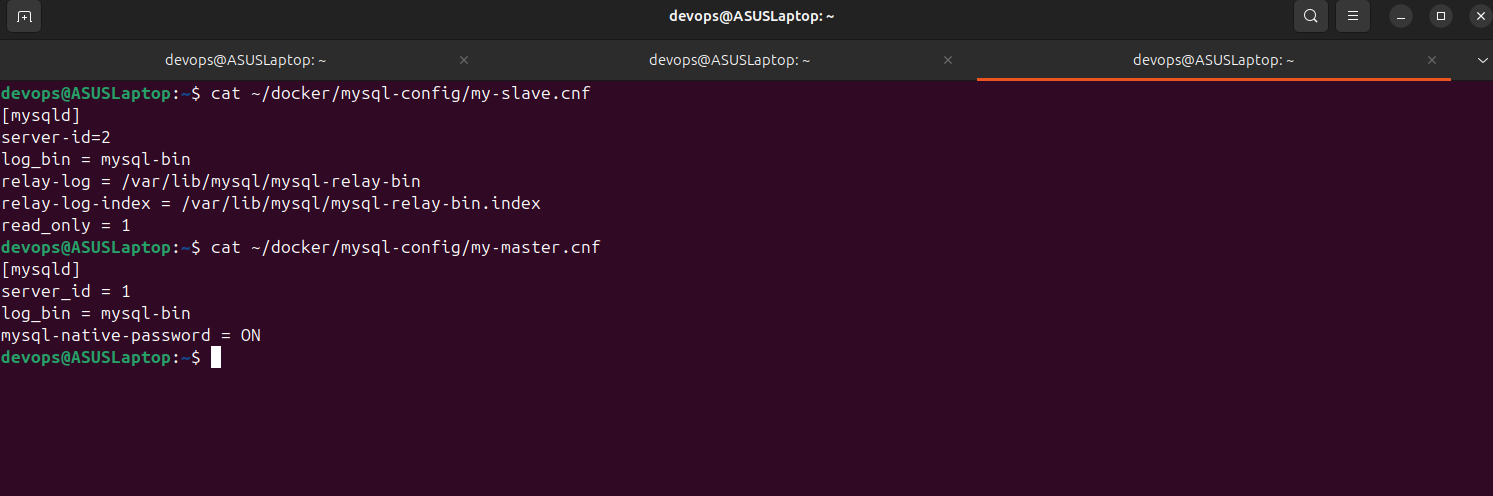 devops@ASUSLaptop: ~
devops@ASUSLaptop: ~
devops@ASUSLaptop: ~
devops@ASUSLaptop: ~
devops@ASUSLaptop:~$ cat ~/docker/mysql-config/my-slave.cnf
[mysqld]
server-id=2
log_bin = mysql-bin
relay-log = /var/lib/mysql/mysql-relay-bin
relay-log-index = /var/lib/mysql/mysql-relay-bin.index
read_only = 1
devops@ASUSLaptop:~$ cat ~/docker/mysql-config/my-master.cnf
[mysqld]
server_id = 1
log_bin = mysql-bin
mysql-native-password = ON
devops@ASUSLaptop:~$